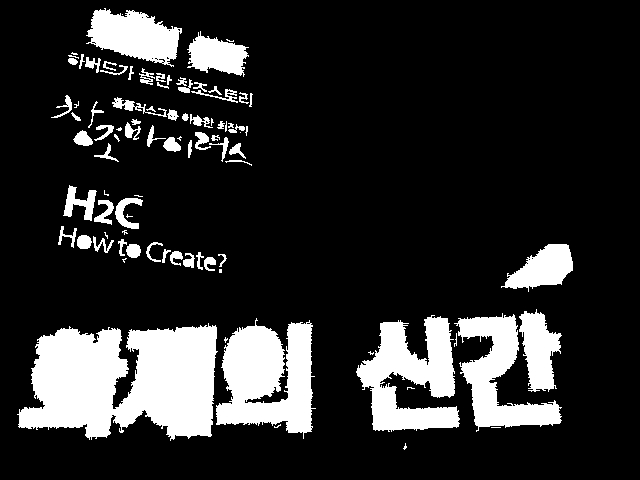 하버드가 놀란 창조스토리
홈플러스그룹 이승한 회장의
창조바이러스
H2C
How to Create?
화제의 신간